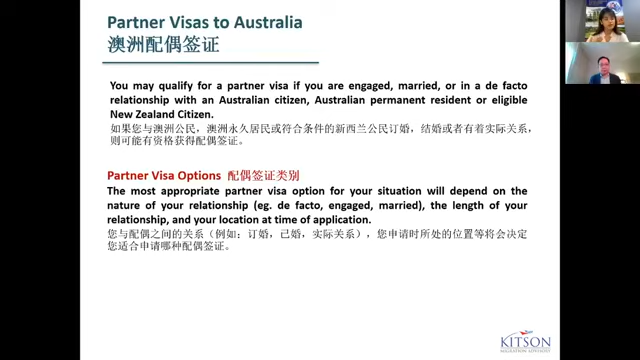 Partner Visas to Australia
澳洲配偶签证
You may qualify for a partner visa if you are engaged, married, or in a de facto
relationship with an Australian citizen, Australian permanent resident or eligible
New Zealand Citizen.
如果您与澳洲公民，澳洲永久居民或符合条件的新西兰公民订婚，结婚或者有着实际关系，
则可能有资格获得配偶签证。
Partner Visa Options 配偶签证类别
The most appropriate partner visa option for your situation will depend on the
nature of your relationship (eg. de facto, engaged, married), the length of your
relationship, and your location at time of application.
您与配偶之间的关系（例如：订婚，已婚，实际关系），您申请时所处的位置等将会决定
您适合申请哪种配偶签证。
KITSON
MIGRATION ADVISORY